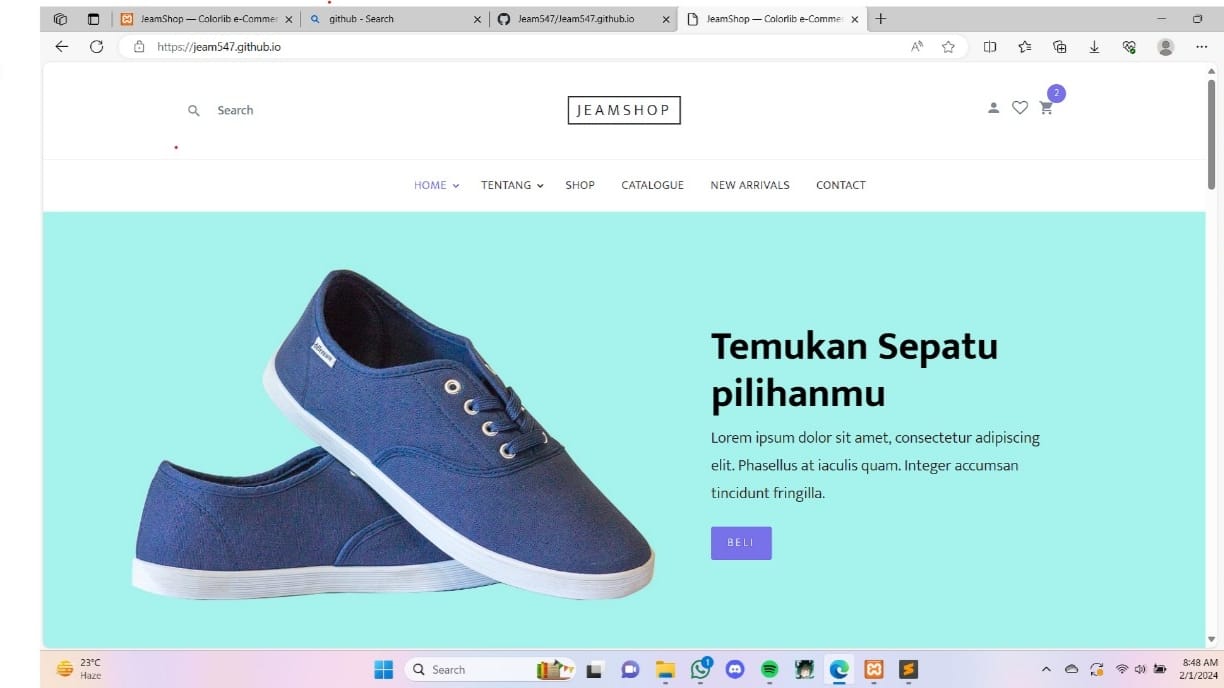 JeamShop — Colorlib e-Commer
github - Search
Jeam547/Jeam547.github.io
JeamShop — Colorlib e-Commer
https://jeam547.github.io
Search
JEAMSHOP
2
HOME
TENTANG
SHOP
CATALOGUE
NEW ARRIVALS
CONTACT
Temukan Sepatu
pilihanmu
Lorem ipsum dolor sit amet, consectetur adipiscing
elit. Phasellus at iaculis quam. Integer accumsan
tincidunt fringilla.
BELI
23°C
Haze
Search
1
8:48 AM
2/1/2024